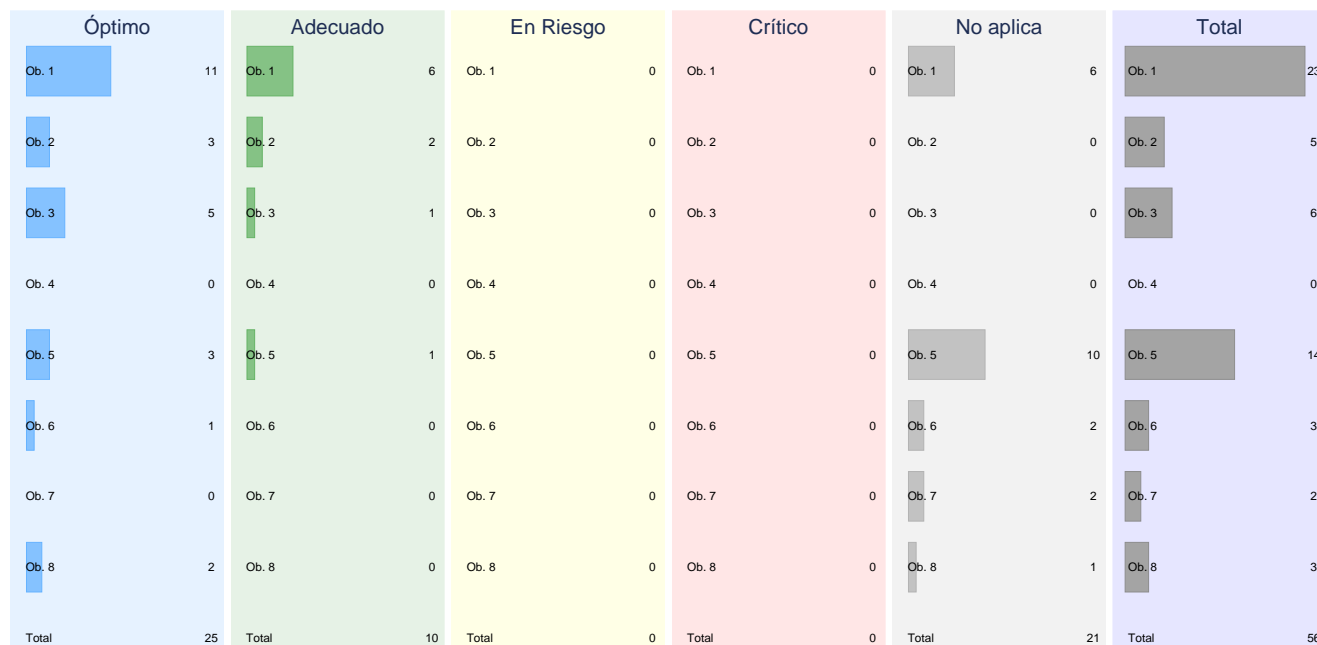 Óptimo Adecuado En Riesgo Crítico No aplica Total
Ob. 1 11 Ob. 1 6 Ob. 1 0 Ob. 1 0 Ob. 1 6 Ob. 1 23
Ob. 2 3 Ob. 2 2 Ob. 2 0 Ob. 2 0 Ob. 2 0 Ob. 2 5
Ob. 3 5 Ob. 3 1 Ob. 3 0 Ob. 3 0 Ob. 3 0 Ob. 3 6
Ob. 4 0 Ob. 4 0 Ob. 4 0 Ob. 4 0 Ob. 4 0 Ob. 4 0
Ob. 5 3 Ob. 5 1 Ob. 5 0 Ob. 5 0 Ob. 5 10 Ob. 5 14
Ob. 6 1 Ob. 6 0 Ob. 6 0 Ob. 6 0 Ob. 6 2 Ob. 6 3
Ob. 7 0 Ob. 7 0 Ob. 7 0 Ob. 7 0 Ob. 7 2 Ob. 7 2
Ob. 8 2 Ob. 8 0 Ob. 8 0 Ob. 8 0 Ob. 8 1 Ob. 8 3
Total 25 Total 10 Total 0 Total 0 Total 21 Total 56